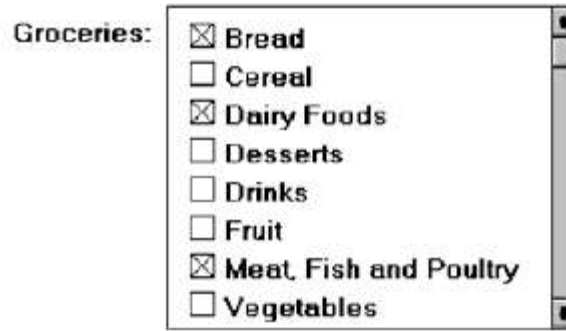 Groceries:
Bread
Cereal
Dairy Foods
Desserts
Drinks
Fruit
Meat, Fish and Poultry
Vegetables